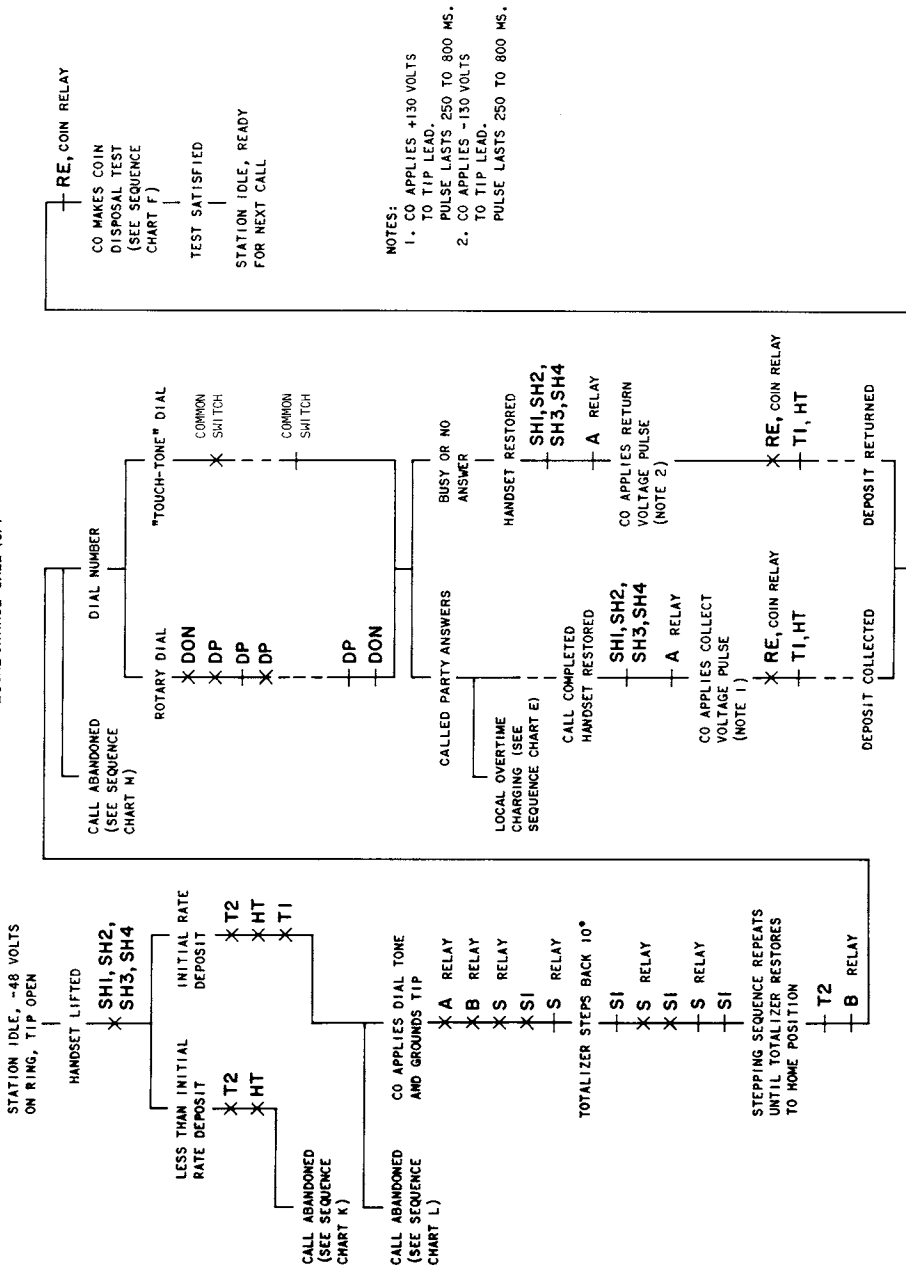 STATION IDLE, -48 VOLTS
ON RING, TIP OPEN
HANDSET LIFTED
SH1, SH2,
SH3, SH4
LESS THAN INITIAL
RATE DEPOSIT
T2
HT
CALL ABANDONED
(SEE SEQUENCE
CHART K)
INITIAL RATE
DEPOSIT
T2
HT
T1
CALL ABANDONED
(SEE SEQUENCE
CHART L)
CO APPLIES DIAL TONE
AND GROUNDS TIP
A RELAY
B RELAY
S RELAY
S1
S RELAY
TOTALIZER STEPS BACK 10°
S1
S RELAY
S1
S RELAY
S1
STEPPING SEQUENCE REPEATS
UNTIL TOTALIZER RESTORES
TO HOME POSITION
T2
B RELAY
CALL ABANDONED
(SEE SEQUENCE
CHART M)
DIAL NUMBER
ROTARY DIAL
DON
DP
DP
DP
DP
DON
"TOUCH-TONE" DIAL
COMMON
SWITCH
COMMON
SWITCH
CALLED PARTY ANSWERS
LOCAL OVERTIME
CHARGING (SEE
SEQUENCE CHART E)
CALL COMPLETED
HANDSET RESTORED
SH1, SH2,
SH3, SH4
A RELAY
CO APPLIES COLLECT
VOLTAGE PULSE
(NOTE 1)
RE, COIN RELAY
T1, HT
DEPOSIT COLLECTED
BUSY OR NO
ANSWER
HANDSET RESTORED
SH1, SH2,
SH3, SH4
A RELAY
CO APPLIES RETURN
VOLTAGE PULSE
(NOTE 2)
RE, COIN RELAY
T1, HT
DEPOSIT RETURNED
RE, COIN RELAY
CO MAKES COIN
DISPOSAL TEST
(SEE SEQUENCE
CHART F)
TEST SATISFIED
STATION IDLE, READY
FOR NEXT CALL
NOTES:
1. CO APPLIES +130 VOLTS
TO TIP LEAD.
PULSE LASTS 250 TO 800 MS.
2. CO APPLIES -130 VOLTS
TO TIP LEAD.
PULSE LASTS 250 TO 800 MS.